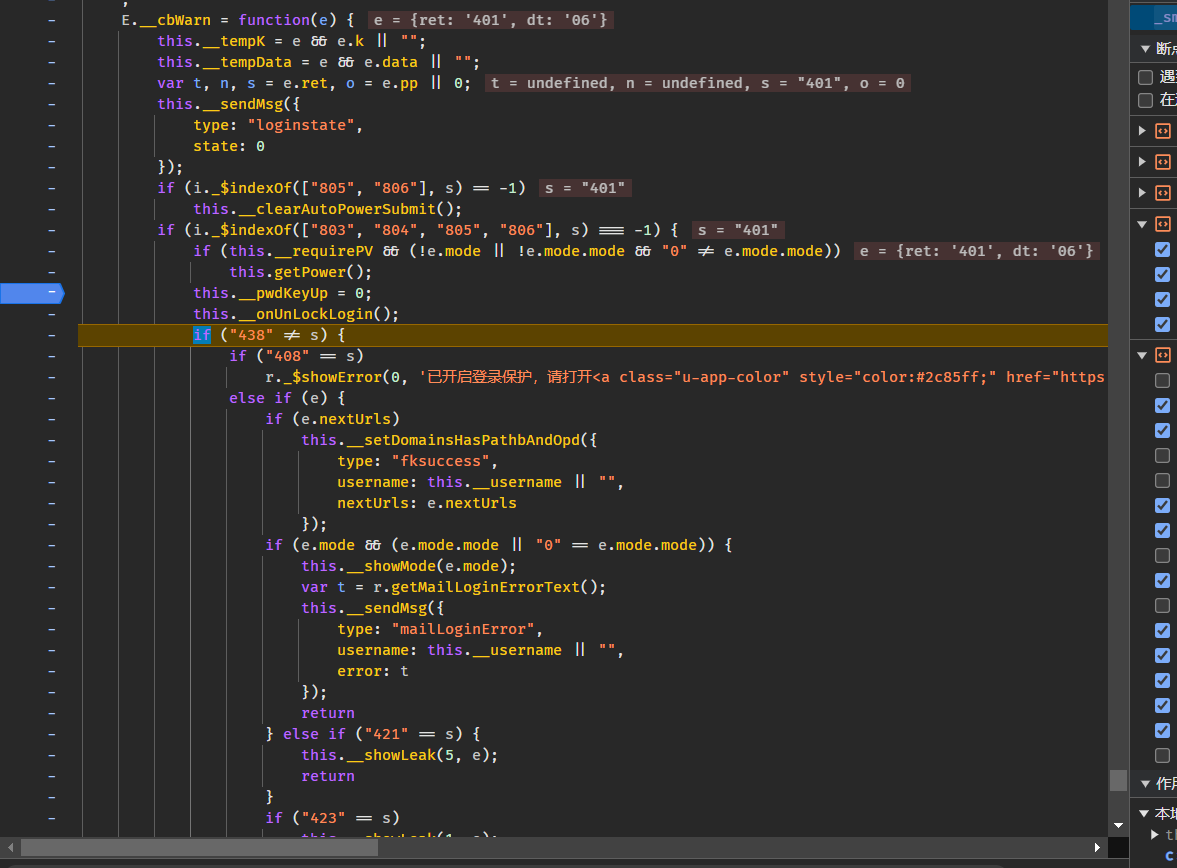 E.__cbWarn = function(e) { e = {ret: '401', dt: '06'}
this.__tempK = e && e.k || "";
this.__tempData = e && e.data || "";
var t, n, s = e.ret, o = e.pp || 0; t = undefined, n = undefined, s = "401", o = 0
this.__sendMsg({
type: "loginstate",
state: 0
});
if (i._$indexOf(["805", "806"], s) == -1) s = "401"
this.__clearAutoPowerSubmit();
if (i._$indexOf(["803", "804", "805", "806"], s) === -1) { s = "401"
if (this.__requirePV && (!e.mode || !e.mode.mode && "0" != e.mode.mode)) e = {ret: '401', dt: '06'}
this.getPower();
this.__pwdKeyUp = 0;
this.__onUnLockLogin();
if ("438" != s) {
if ("408" == s)
r._$showError(0, '已开启登录保护，请打开<a class="u-app-color" style="color:#2c85ff;" href="https
else if (e) {
if (e.nextUrls)
this.__setDomainsHasPathbAndOpd({
type: "fksuccess",
username: this.__username || "",
nextUrls: e.nextUrls
});
if (e.mode && (e.mode.mode || "0" == e.mode.mode)) {
this.__showMode(e.mode);
var t = r.getMailLoginErrorText();
this.__sendMsg({
type: "mailLoginError",
username: this.__username || "",
error: t
});
return
} else if ("421" == s) {
this.__showLeak(5, e);
return
}
if ("423" == s)
_sm
断点
遇
在
作用
本地